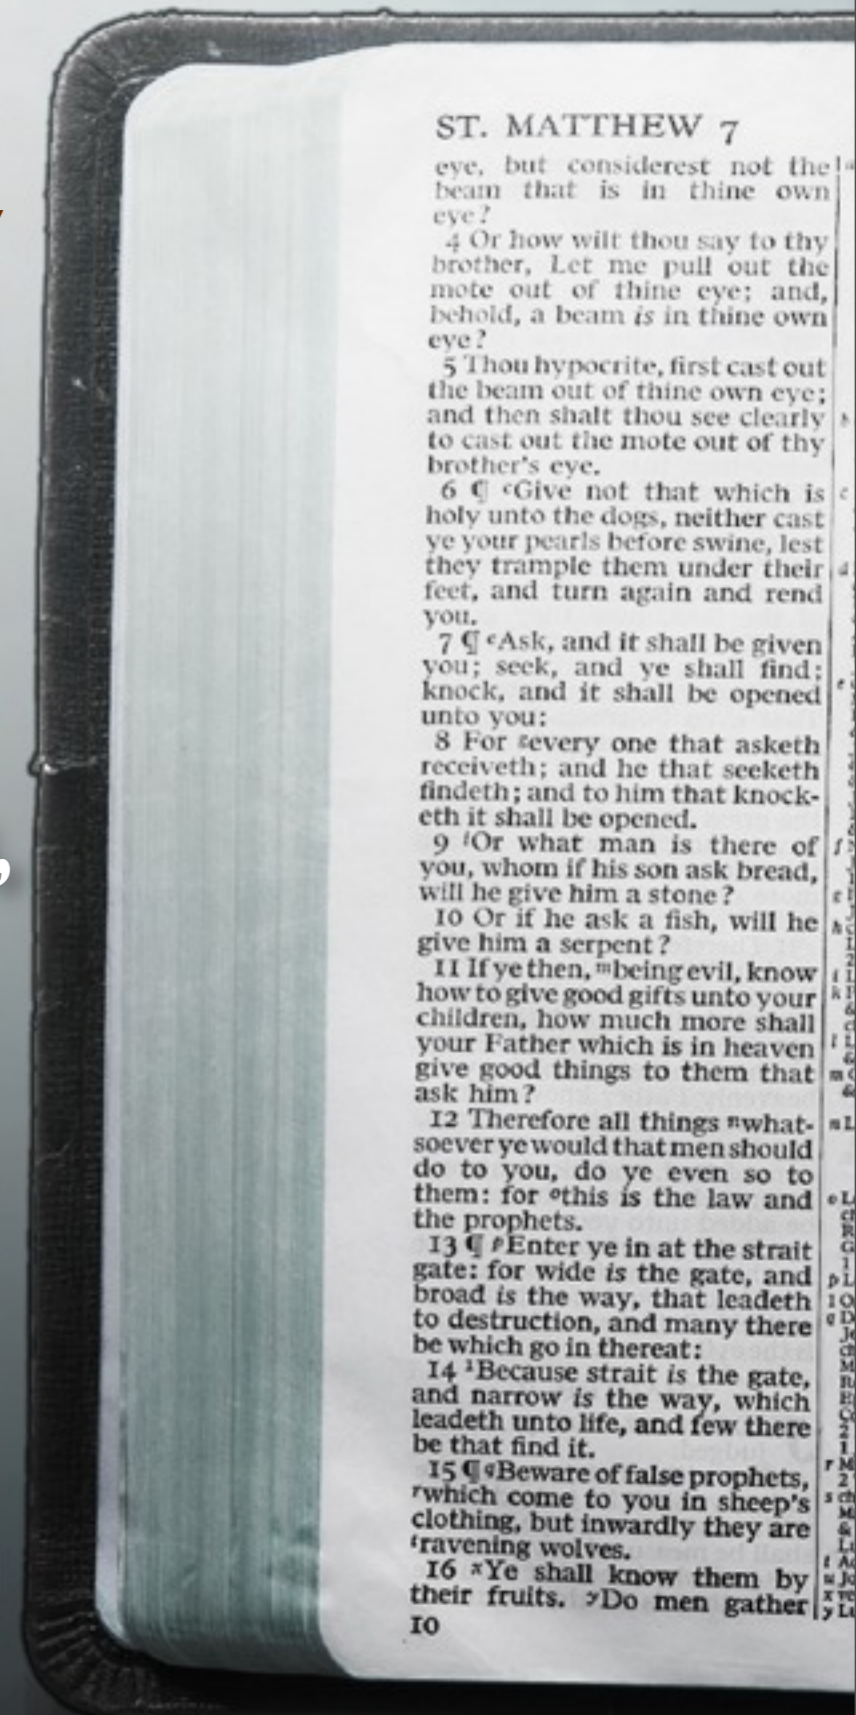 ST. MATTHEW 7
eye, but considerest not the
beam that is in thine own
eye?
4 Or how wilt thou say to thy
brother, Let me pull out the
mote out of thine eye; and,
behold, a beam is in thine own
eye?
5 Thou hypocrite, first cast out
the beam out of thine own eye;
and then shalt thou see clearly
to cast out the mote out of thy
brother's eye.
6 ¶ cGive not that which is
holy unto the dogs, neither cast
ye your pearls before swine, lest
they trample them under their
feet, and turn again and rend
you.
7 ¶ eAsk, and it shall be given
you; seek, and ye shall find;
knock, and it shall be opened
unto you:
8 For gevery one that asketh
receiveth; and he that seeketh
findeth; and to him that knock-
eth it shall be opened.
9 iOr what man is there of
you, whom if his son ask bread,
will he give him a stone?
10 Or if he ask a fish, will he
give him a serpent?
11 If ye then, mbeing evil, know
how to give good gifts unto your
children, how much more shall
your Father which is in heaven
give good things to them that
ask him?
12 Therefore all things nwhat-
soever ye would that men should
do to you, do ye even so to
them: for othis is the law and
the prophets.
13 ¶ pEnter ye in at the strait
gate: for wide is the gate, and
broad is the way, that leadeth
to destruction, and many there
be which go in thereat:
14 1Because strait is the gate,
and narrow is the way, which
leadeth unto life, and few there
be that find it.
15 ¶ qBeware of false prophets,
rwhich come to you in sheep's
clothing, but inwardly they are
travening wolves.
16 xYe shall know them by
their fruits. yDo men gather
10